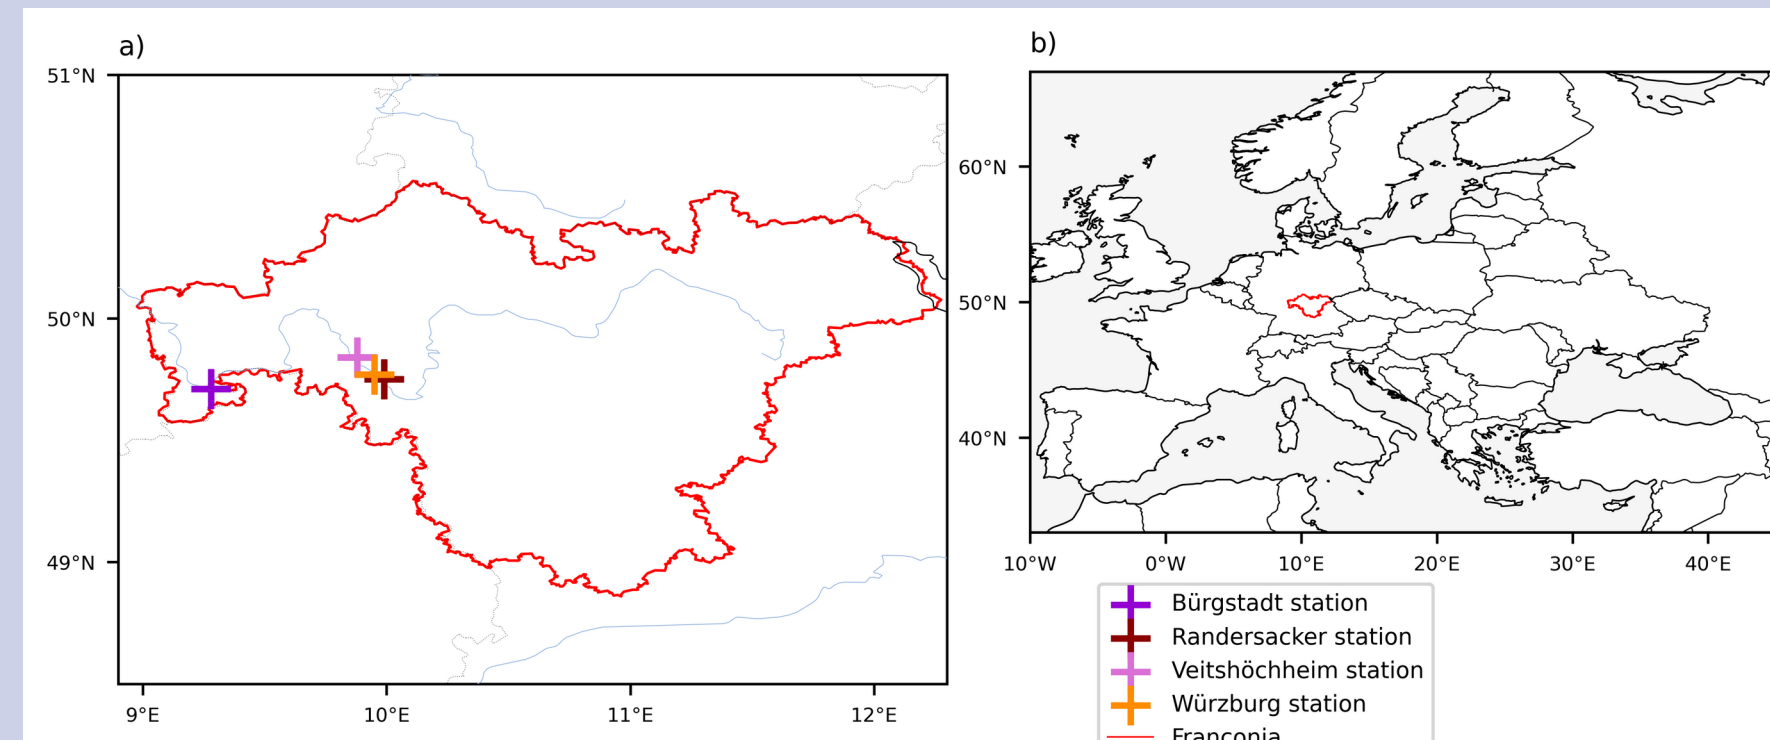 a)
51°N
50°N
49°N
9°E 10°E 11°E 12°E
b)
60°N
50°N
40°N
10°W 0°W 10°E 20°E 30°E 40°E
Bürgstadt station
Randersacker station
Veitshöchheim station
Würzburg station
Franconia